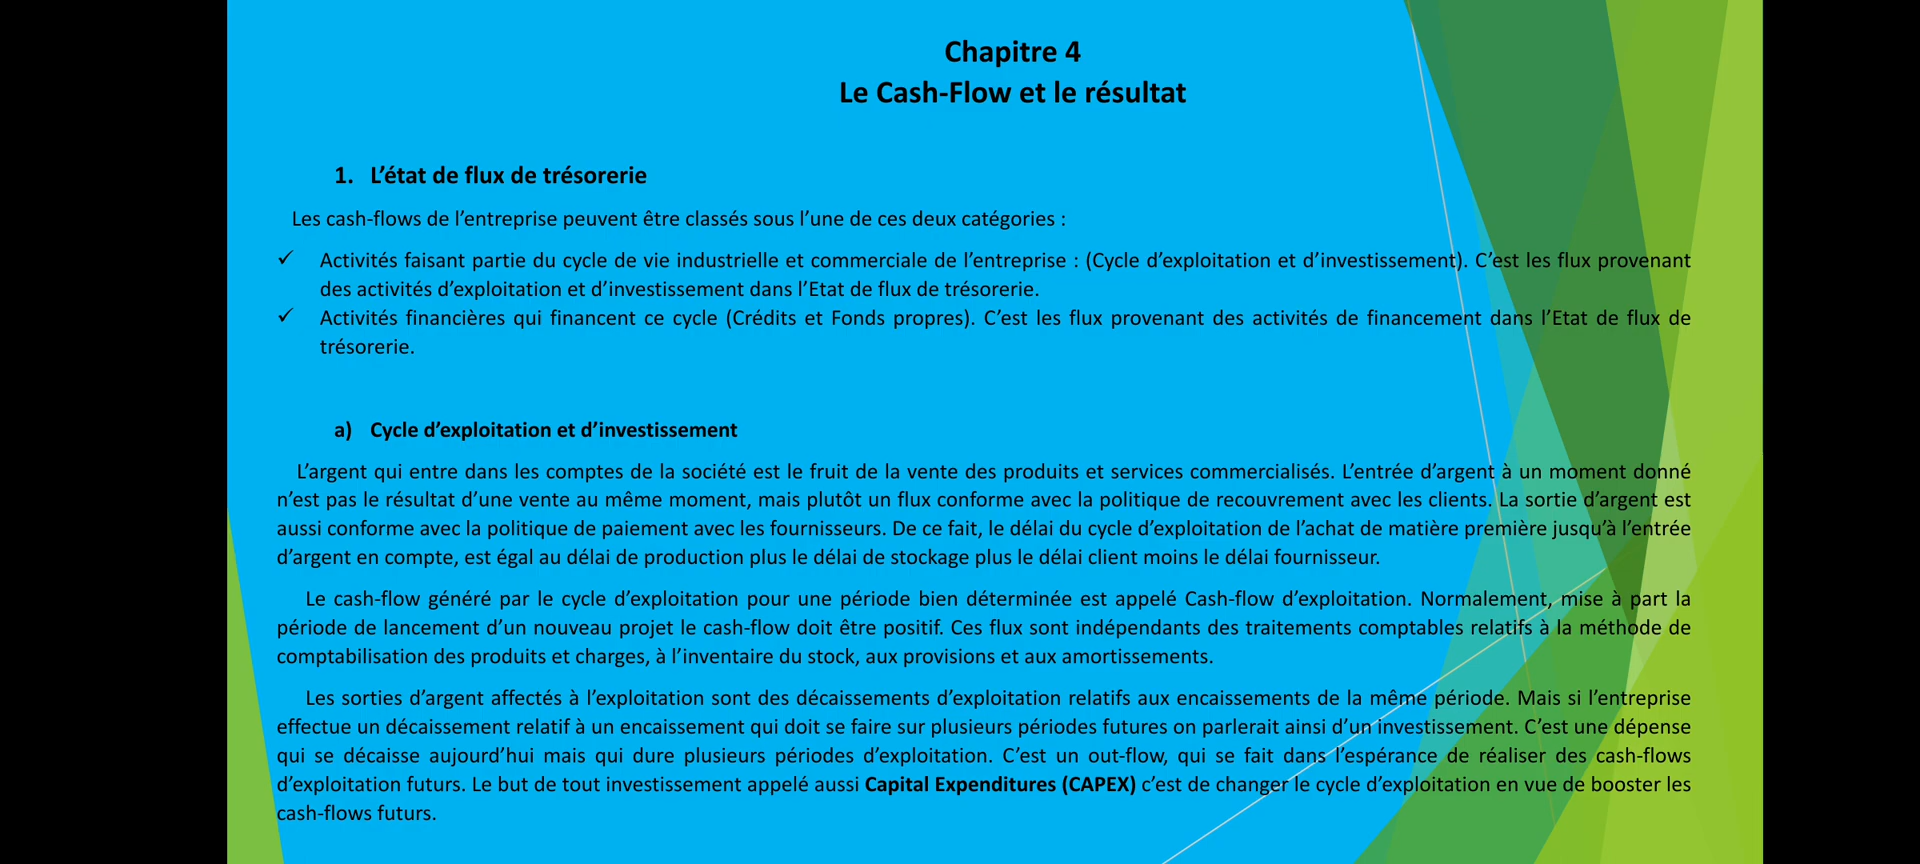 Chapitre 4
Le Cash-Flow et le résultat
1. L’état de flux de trésorerie
Les cash-flows de l’entreprise peuvent être classés sous l’une de ces deux catégories :
✓ Activités faisant partie du cycle de vie industrielle et commerciale de l’entreprise : (Cycle d’exploitation et d’investissement). C’est les flux provenant
des activités d’exploitation et d’investissement dans l’Etat de flux de trésorerie.
✓ Activités financières qui financent ce cycle (Crédits et Fonds propres). C’est les flux provenant des activités de financement dans l’Etat de flux de
trésorerie.
a) Cycle d’exploitation et d’investissement
L’argent qui entre dans les comptes de la société est le fruit de la vente des produits et services commercialisés. L’entrée d’argent à un moment donné
n’est pas le résultat d’une vente au même moment, mais plutôt un flux conforme avec la politique de recouvrement avec les clients. La sortie d’argent est
aussi conforme avec la politique de paiement avec les fournisseurs. De ce fait, le délai du cycle d’exploitation de l’achat de matière première jusqu’à l’entrée
d’argent en compte, est égal au délai de production plus le délai de stockage plus le délai client moins le délai fournisseur.
Le cash-flow généré par le cycle d’exploitation pour une période bien déterminée est appelé Cash-flow d’exploitation. Normalement, mise à part la
période de lancement d’un nouveau projet le cash-flow doit être positif. Ces flux sont indépendants des traitements comptables relatifs à la méthode de
comptabilisation des produits et charges, à l’inventaire du stock, aux provisions et aux amortissements.
Les sorties d’argent affectés à l’exploitation sont des décaissements d’exploitation relatifs aux encaissements de la même période. Mais si l’entreprise
effectue un décaissement relatif à un encaissement qui doit se faire sur plusieurs périodes futures on parlerait ainsi d’un investissement. C’est une dépense
qui se décaisse aujourd’hui mais qui dure plusieurs périodes d’exploitation. C’est un out-flow, qui se fait dans l’espérance de réaliser des cash-flows
d’exploitation futurs. Le but de tout investissement appelé aussi Capital Expenditures (CAPEX) c’est de changer le cycle d’exploitation en vue de booster les
cash-flows futurs.